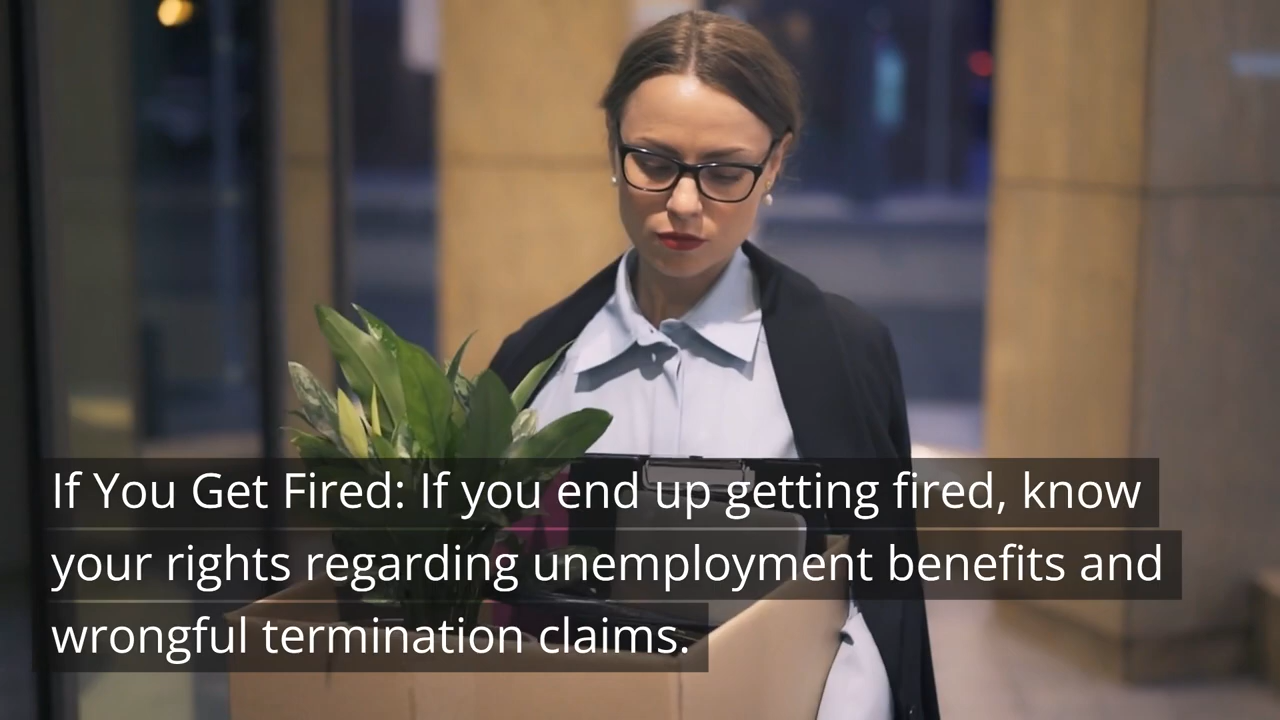 If You Get Fired: If you end up getting fired, know
your rights regarding unemployment benefits and
wrongful termination claims.